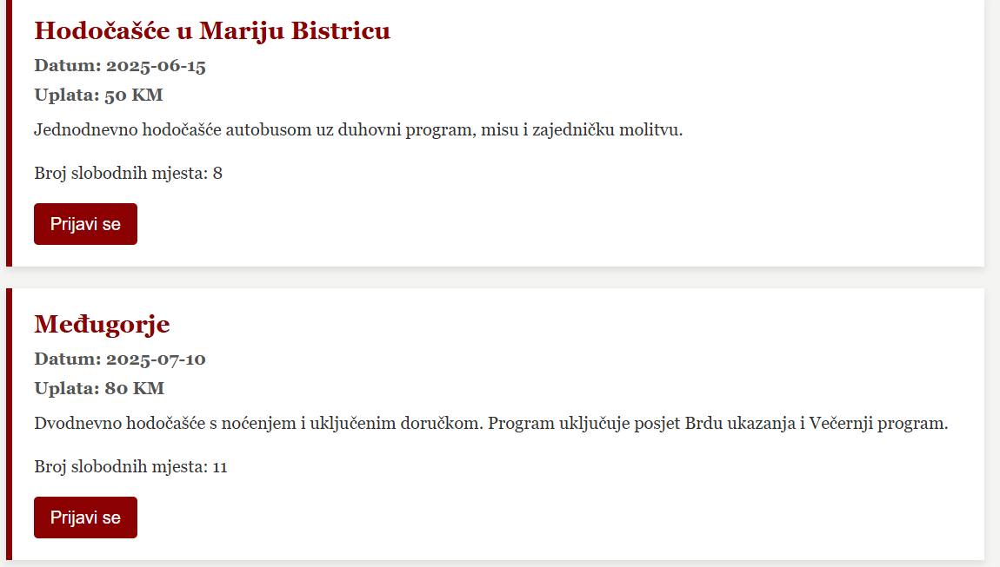 Hodočašće u Mariju Bistricu
Datum: 2025-06-15
Uplata: 50 KM
Jednodnevno hodočašće autobusom uz duhovni program, misu i zajedničku molitvu.
Broj slobodnih mjesta: 8
Prijavi se
Međugorje
Datum: 2025-07-10
Uplata: 80 KM
Dvodnevno hodočašće s noćenjem i uključenim doručkom. Program uključuje posjet Brdu ukazanja i Večernji program.
Broj slobodnih mjesta: 11
Prijavi se